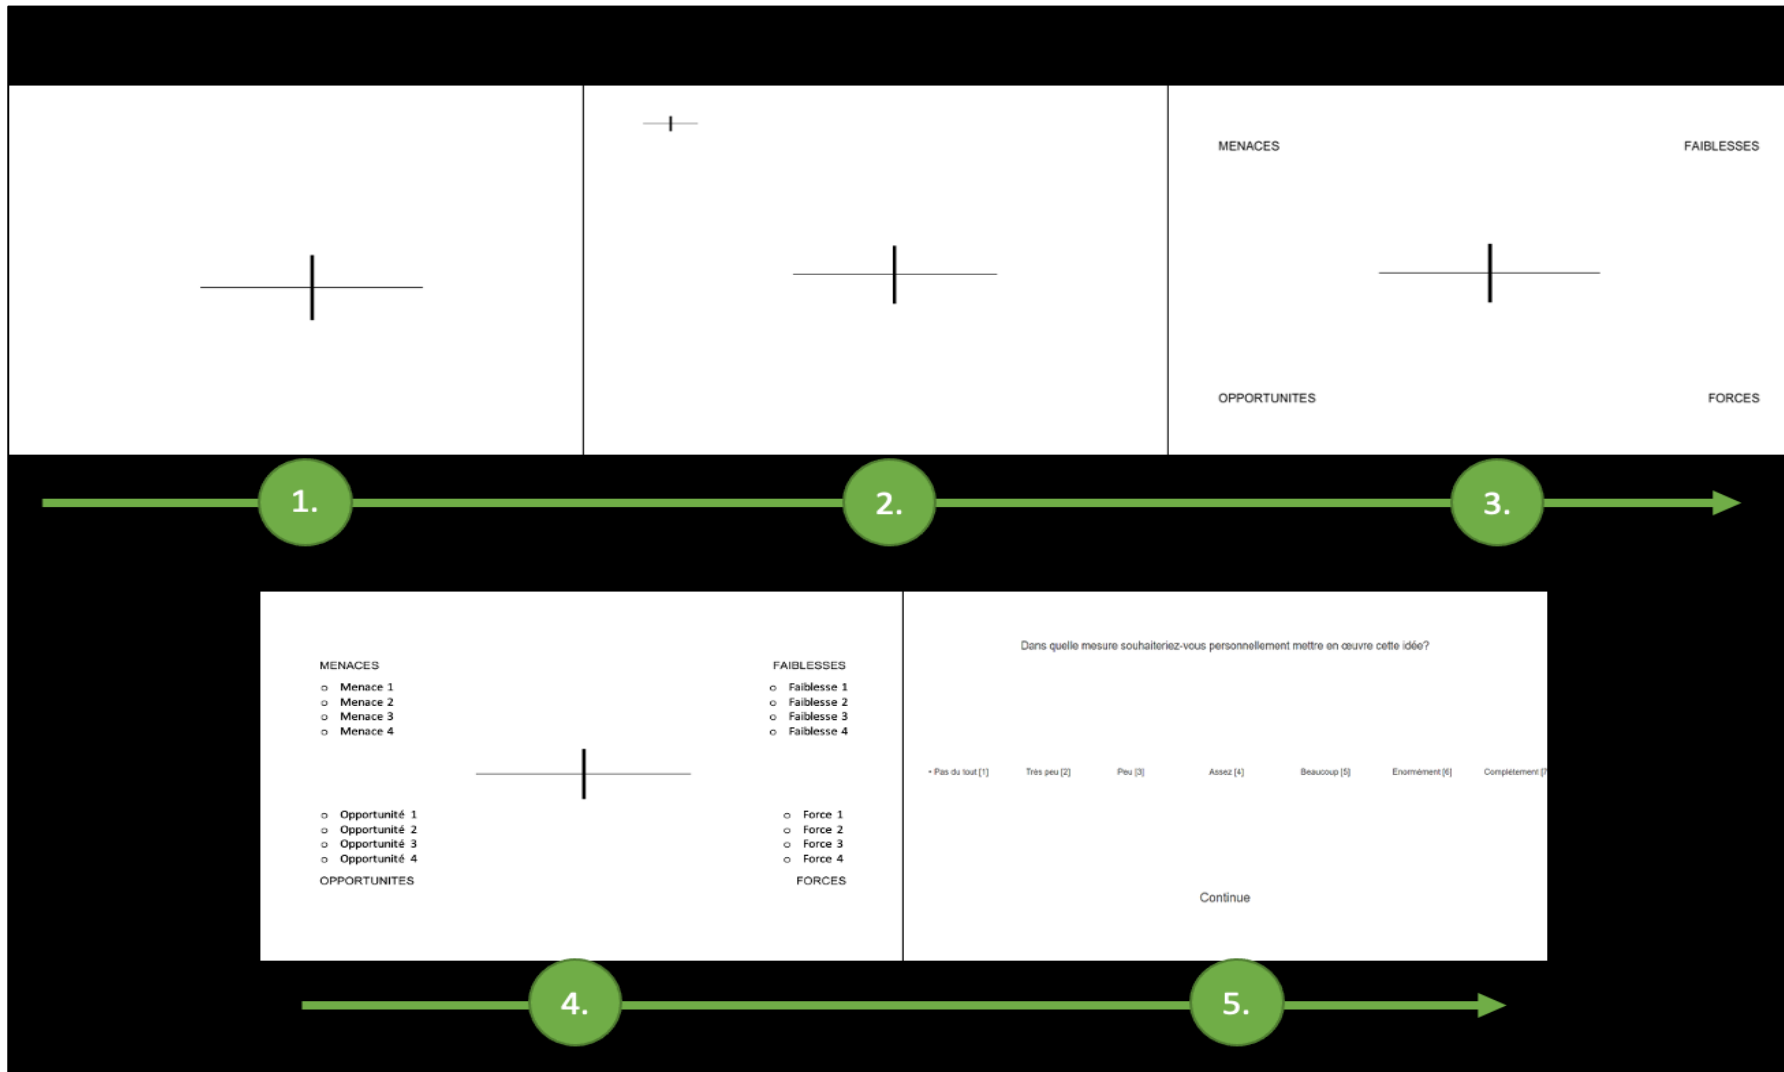 MENACES
FAIBLESSES
OPPORTUNITES
FORCES
1.
2.
3.
MENACES
o Menace 1
o Menace 2
o Menace 3
o Menace 4
FAIBLESSES
o Faiblesse 1
o Faiblesse 2
o Faiblesse 3
o Faiblesse 4
o Opportunité 1
o Opportunité 2
o Opportunité 3
o Opportunité 4
OPPORTUNITES
o Force 1
o Force 2
o Force 3
o Force 4
FORCES
Dans quelle mesure souhaiteriez-vous personnellement mettre en œuvre cette idée?
• Pas du tout [1] Très peu [2] Peu [3] Assez [4] Beaucoup [5] Enormément [6] Complètement [7
Continue
4.
5.